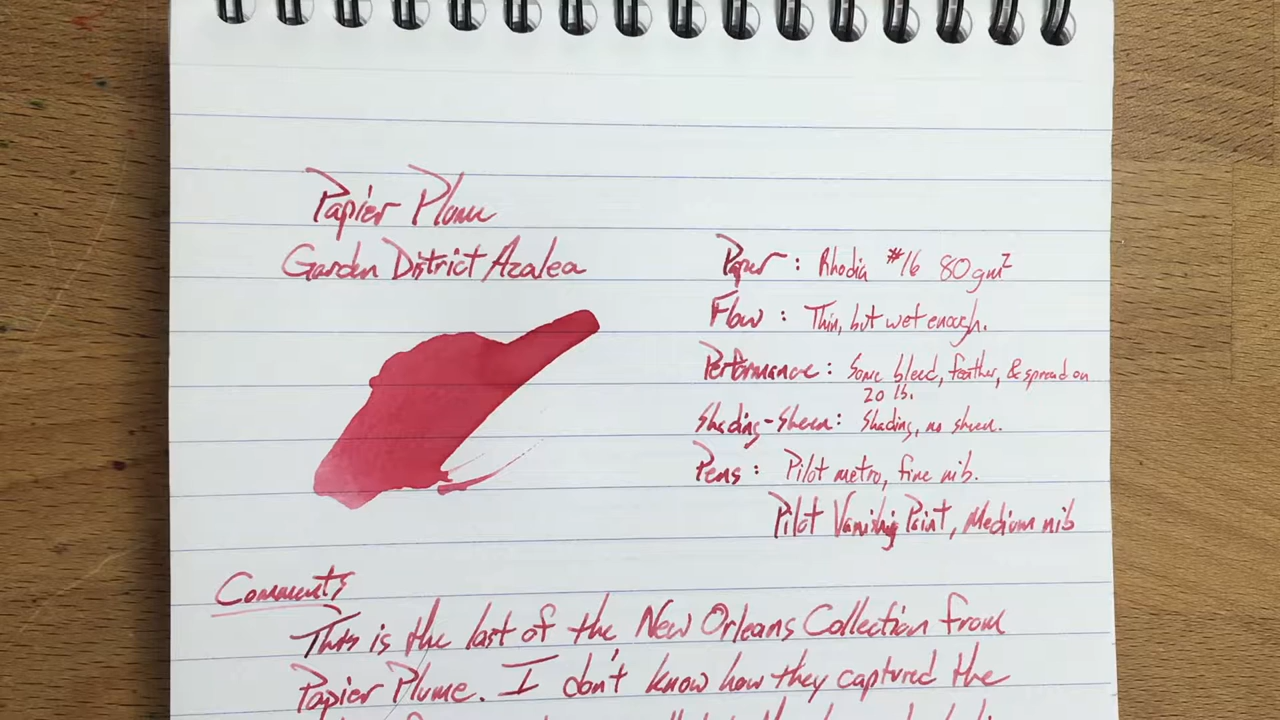 Papier Plume
Garden District Azalea
Paper: Rhodia #16 80gm²
Flow: Thin, but wet enough.
Performance: Some bleed, feather, & spread on
20 lb.
Shading-Sheen: Shading, no sheen.
Pens: Pilot metro, fine nib.
Pilot Vanishing Point, Medium nib
Comments
This is the last of the New Orleans Collection from
Papier Plume. I don't know how they captured the